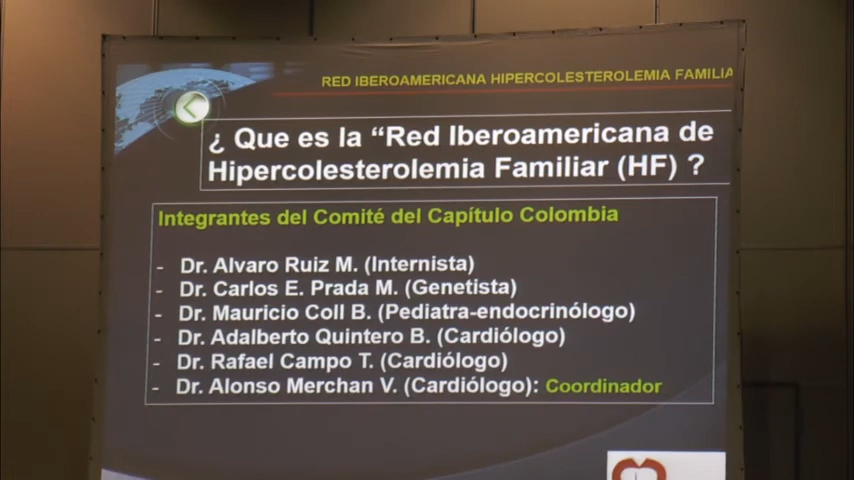 RED IBEROAMERICANA HIPERCOLESTEROLEMIA FAMILIA
¿ Que es la “Red Iberoamericana de
Hipercolesterolemia Familiar (HF) ?
Integrantes del Comité del Capítulo Colombia
- Dr. Alvaro Ruiz M. (Internista)
- Dr. Carlos E. Prada M. (Genetista)
- Dr. Mauricio Coll B. (Pediatra-endocrinólogo)
- Dr. Adalberto Quintero B. (Cardiólogo)
- Dr. Rafael Campo T. (Cardiólogo)
- Dr. Alonso Merchan V. (Cardiólogo): Coordinador